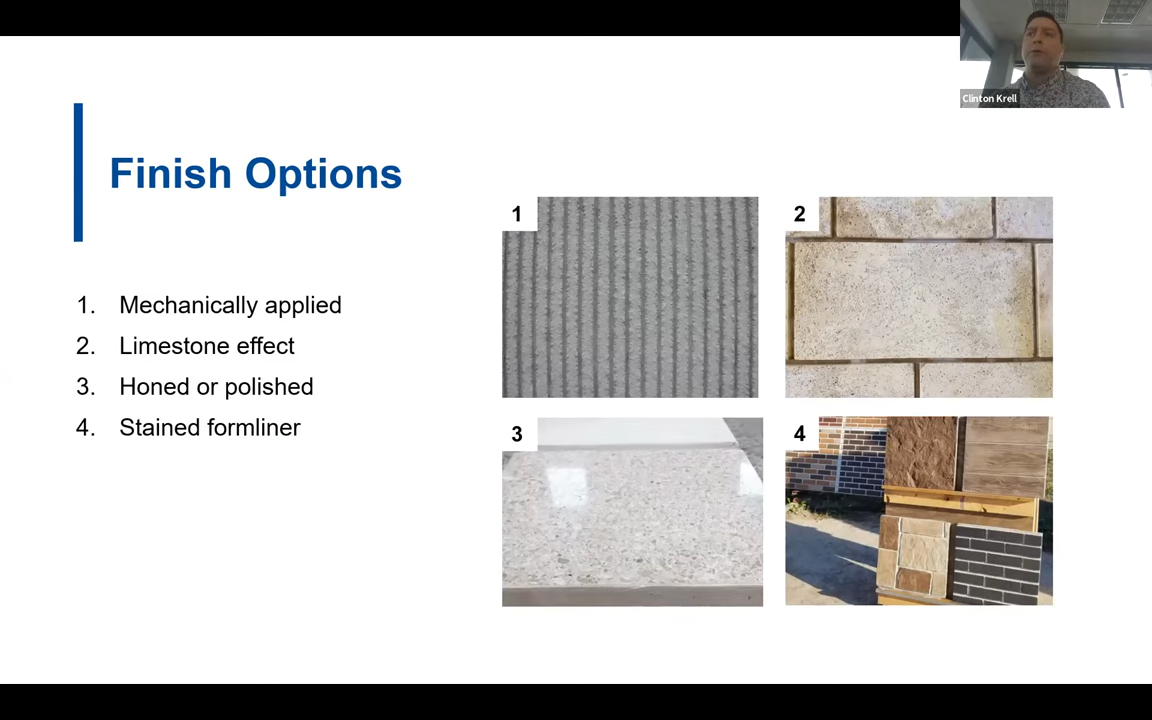 Clinton Krell
Finish Options
1. Mechanically applied
2. Limestone effect
3. Honed or polished
4. Stained formliner
1
2
3
4